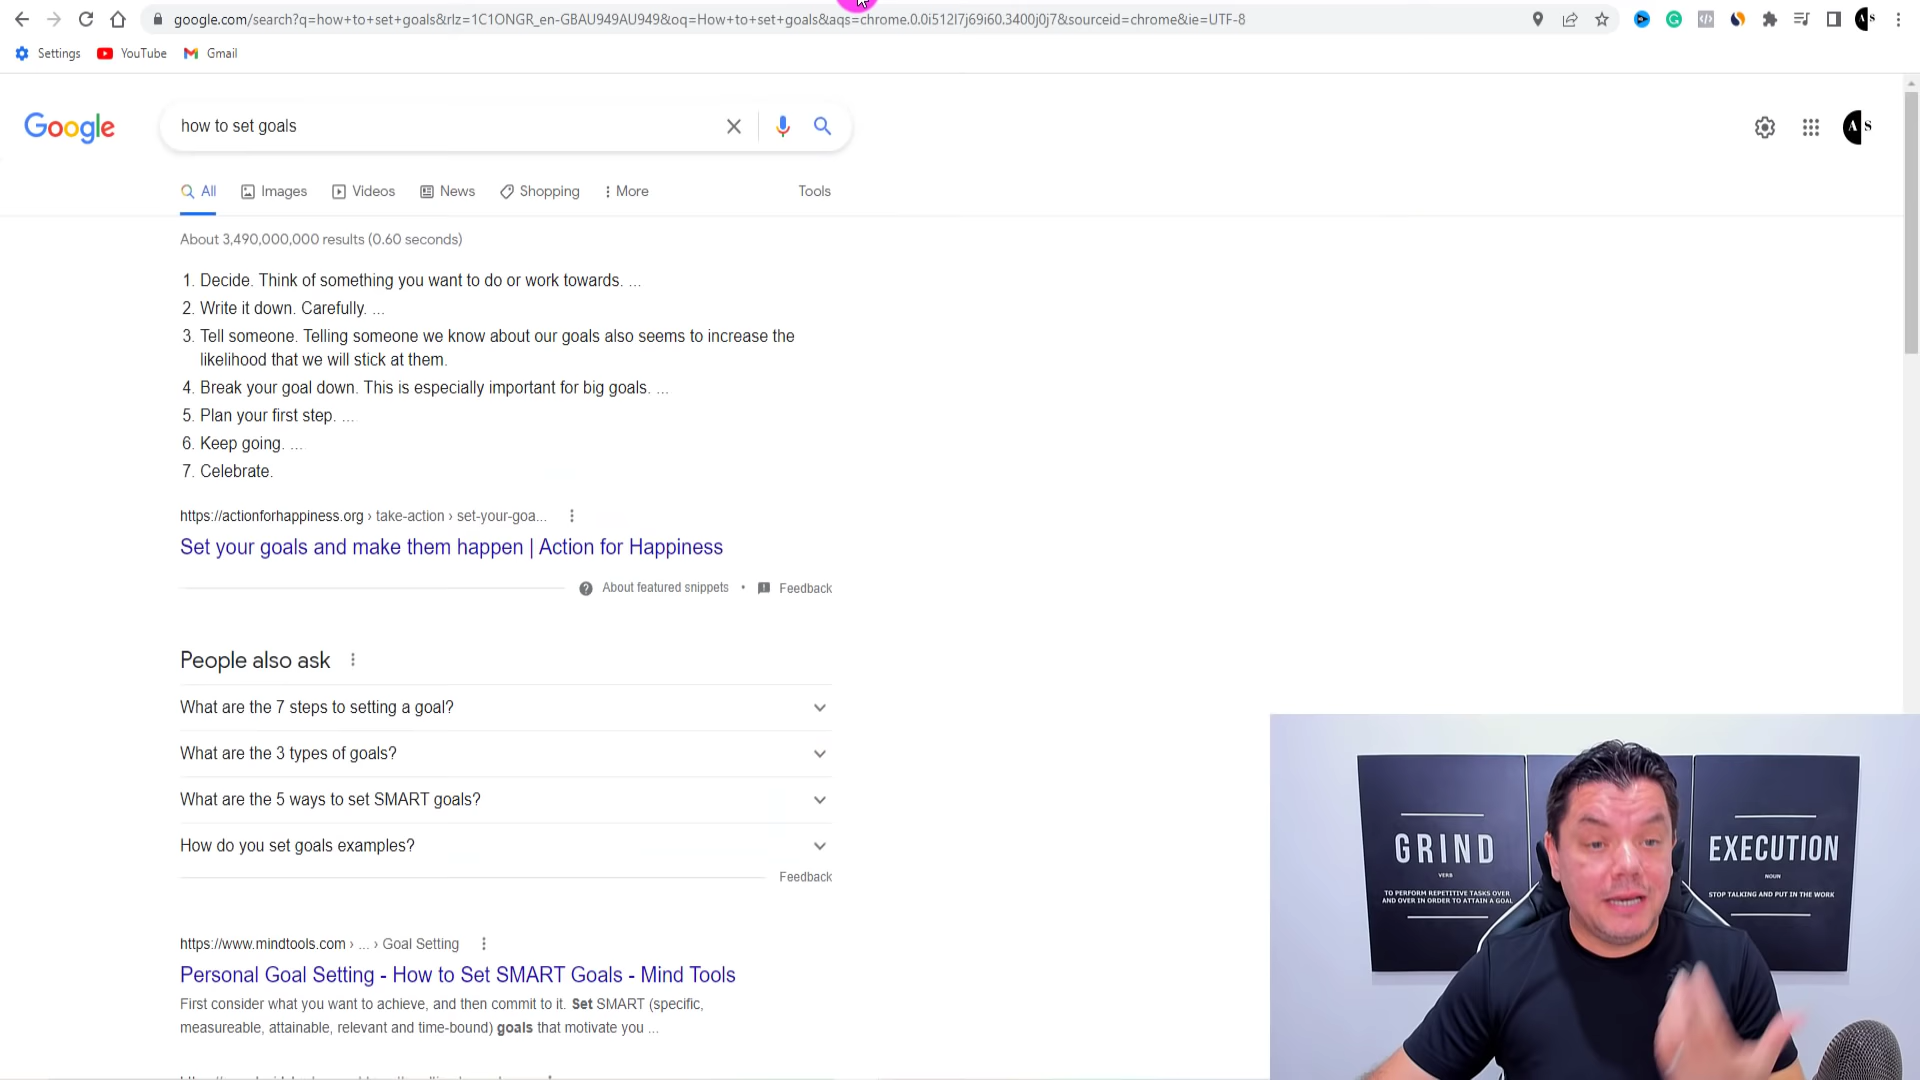 google.com/search?q=how+to+set+goals&rlz=1C1ONGR_en-GBAU949AU949&oq=How+to+set+goals&aqs=chrome.0.0i512l7j69i60.3400j0j7&sourceid=chrome&ie=UTF-8
Settings YouTube Gmail
Google
how to set goals
A S
All Images Videos News Shopping More Tools
About 3,490,000,000 results (0.60 seconds)
1. Decide. Think of something you want to do or work towards. ...
2. Write it down. Carefully. ...
3. Tell someone. Telling someone we know about our goals also seems to increase the
likelihood that we will stick at them.
4. Break your goal down. This is especially important for big goals. ...
5. Plan your first step. ...
6. Keep going. ...
7. Celebrate.
https://actionforhappiness.org › take-action › set-your-goa...
Set your goals and make them happen | Action for Happiness
About featured snippets • Feedback
People also ask
What are the 7 steps to setting a goal?
What are the 3 types of goals?
What are the 5 ways to set SMART goals?
How do you set goals examples?
Feedback
https://www.mindtools.com › ... › Goal Setting
Personal Goal Setting - How to Set SMART Goals - Mind Tools
First consider what you want to achieve, and then commit to it. Set SMART (specific,
measureable, attainable, relevant and time-bound) goals that motivate you ...
GRIND
VERB
TO PERFORM REPETITIVE TASKS OVER
AND OVER IN ORDER TO ATTAIN A GOAL
EXECUTION
NOUN
STOP TALKING AND PUT IN THE WORK